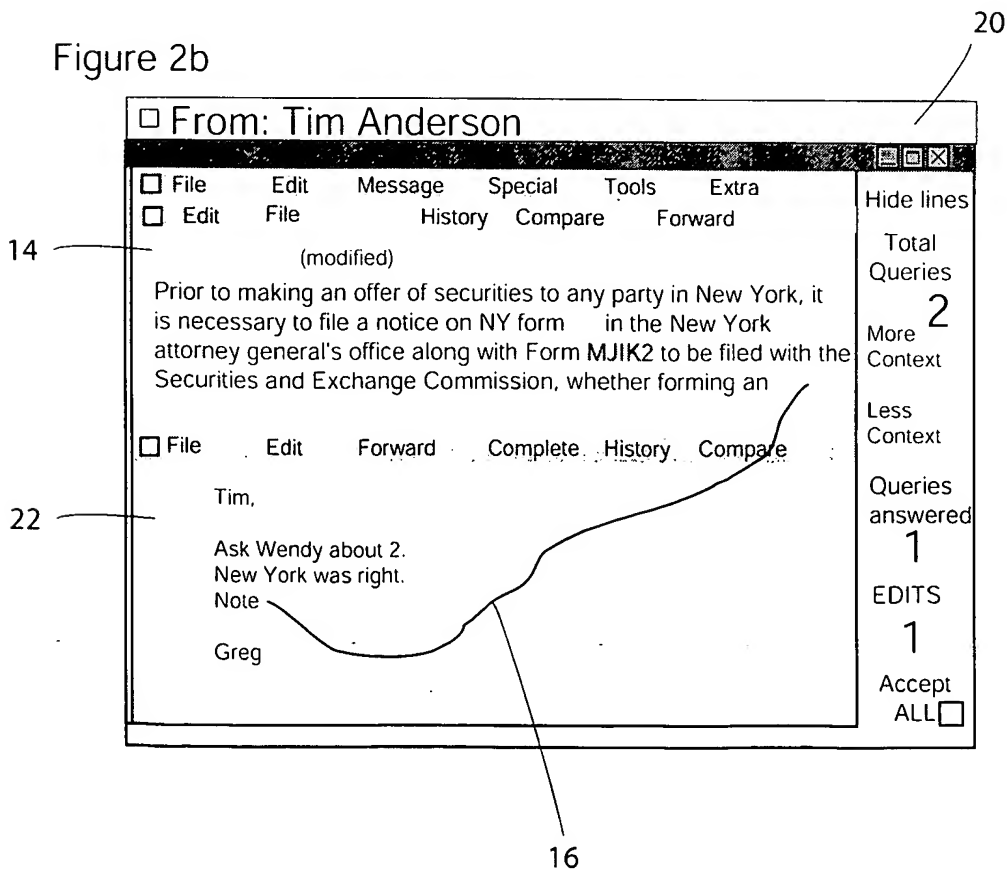 20
Figure 2b
From: Tim Anderson
File Edit Message Special Tools Extra
Edit File History Compare Forward
14
(modified)
Prior to making an offer of securities to any party in New York, it
is necessary to file a notice on NY form in the New York
attorney general's office along with Form MJIK2 to be filed with the
Securities and Exchange Commission, whether forming an
File Edit Forward Complete History Compare
22
Tim,
Ask Wendy about 2.
New York was right.
Note
Greg
Hide lines
Total
Queries
2
More
Context
Less
Context
Queries
answered
1
EDITS
1
Accept
ALL
16